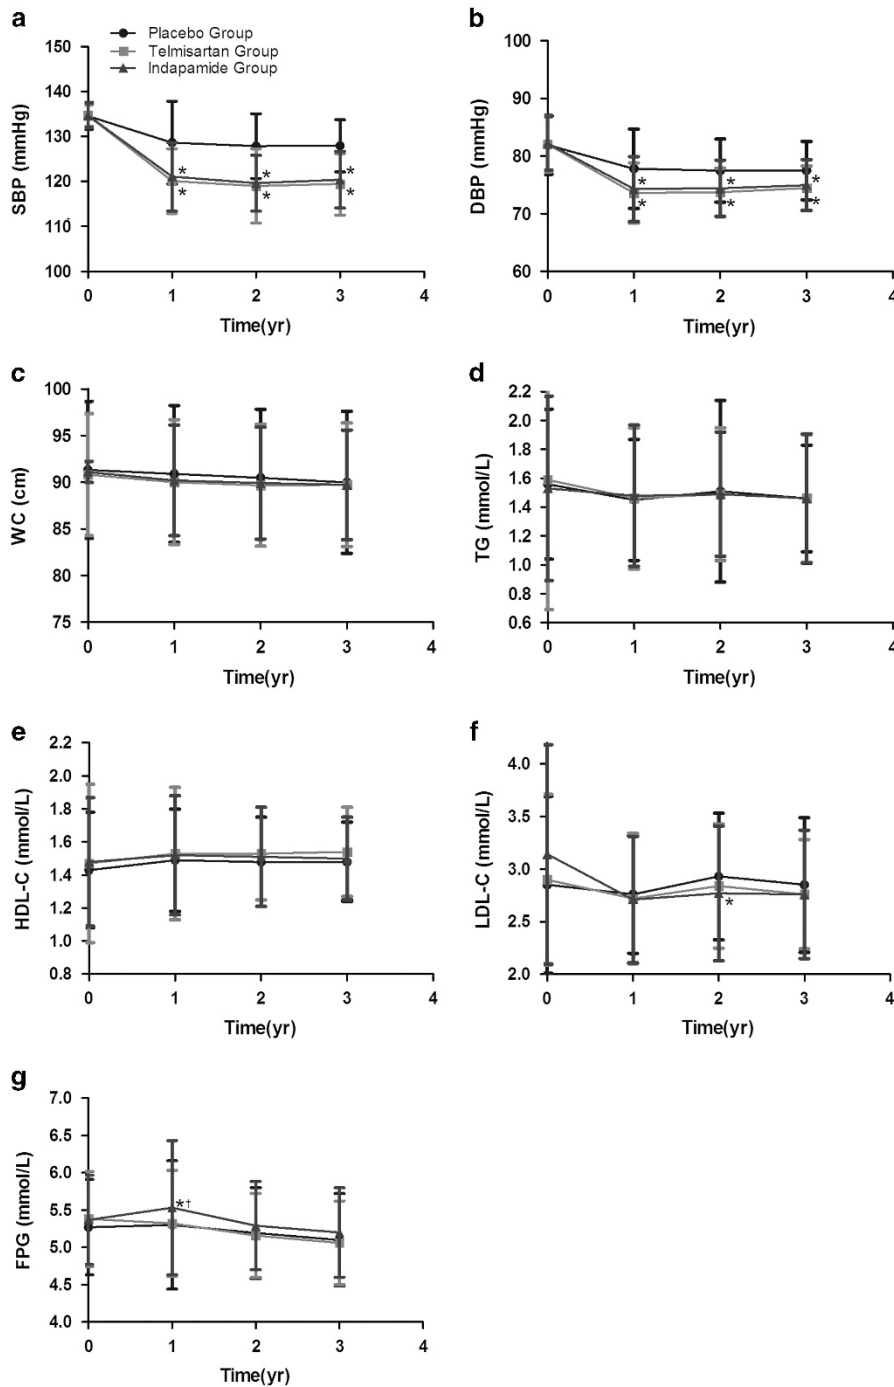 a
Placebo Group
Telmisartan Group
Indapamide Group
SBP (mmHg)
150
140
130
120
110
100
0 1 2 3 4
Time(yr)
b
DBP (mmHg)
100
90
80
70
60
0 1 2 3 4
Time(yr)
* * *
* * *
* * *
* * *
c
WC (cm)
100
95
90
85
80
75
0 1 2 3 4
Time(yr)
d
TG (mmol/L)
2.2
2.0
1.8
1.6
1.4
1.2
1.0
0.8
0.6
0 1 2 3 4
Time(yr)
e
HDL-C (mmol/L)
2.2
2.0
1.8
1.6
1.4
1.2
1.0
0.8
0 1 2 3 4
Time(yr)
f
LDL-C (mmol/L)
4.0
3.5
3.0
2.5
2.0
*
0 1 2 3 4
Time(yr)
g
FPG (mmol/L)
7.0
6.5
6.0
5.5
5.0
4.5
4.0
*†
0 1 2 3 4
Time(yr)